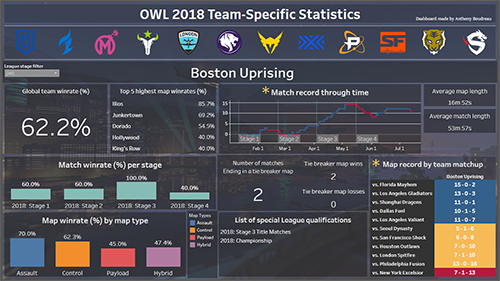 OWL 2018 Team-Specific Statistics
Dashboard made by Anthony Boudreau
LONDON
SF
League stage filter
Boston Uprising
Global team winrate (%)
62.2%
Top 5 highest map winrates (%)
Ilios 85.7%
Junkertown 69.2%
Dorado 54.5%
Hollywood 40.0%
King's Row 40.0%
Match record through time
15
10
5
0
Stage 1 Stage 2 Stage 3 Stage 4
Feb 1 Mar 1 Apr 1 May 1 Jun 1 Jul 1
Average map length
16m 52s
Average match length
53m 57s
Match winrate (%) per stage
60.0% 60.0% 100.0% 40.0%
2018: Stage 1 2018: Stage 2 2018: Stage 3 2018: Stage 4
Number of matches
Ending in a tie breaker map
2
Tie breaker map wins
2
Tie breaker map losses
0
Map record by team matchup
Boston Uprising
vs. Florida Mayhem 15 - 0 - 2
vs. Los Angeles Gladiators 13 - 0 - 3
vs. Shanghai Dragons 11 - 0 - 1
vs. Dallas Fuel 10 - 1 - 5
vs. Los Angeles Valiant 11 - 0 - 7
vs. Seoul Dynasty
vs. San Francisco Shock
vs. Houston Outlaws
vs. London Spitfire
vs. Philadelphia Fusion 13 - 0 - 16
vs. New York Excelsior 7 - 1 - 13
Map winrate (%) by map type
70.0% 62.3% 45.0% 47.4%
Assault Control Payload Hybrid
Map Types
Assault
Control
Payload
Hybrid
List of special League qualifications
2018: Stage 3 Title Matches
2018: Championship